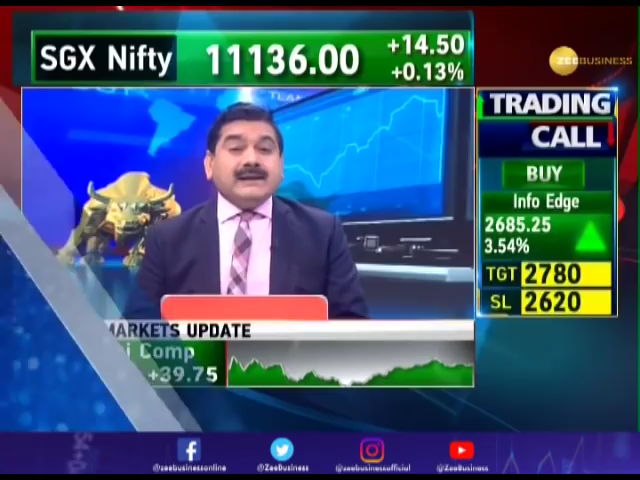 SGX Nifty
11136.00
+14.50
+0.13%
ZEEBUSINESS
TEAM
TRADING
CALL
BUY
Info Edge
2685.25
3.54%
TGT 2780
SL 2620
MARKETS UPDATE
i Comp
+39.75
@zeebusinessonline
@ZeeBusiness
@zeebusinessofficial
@ZeeBusiness